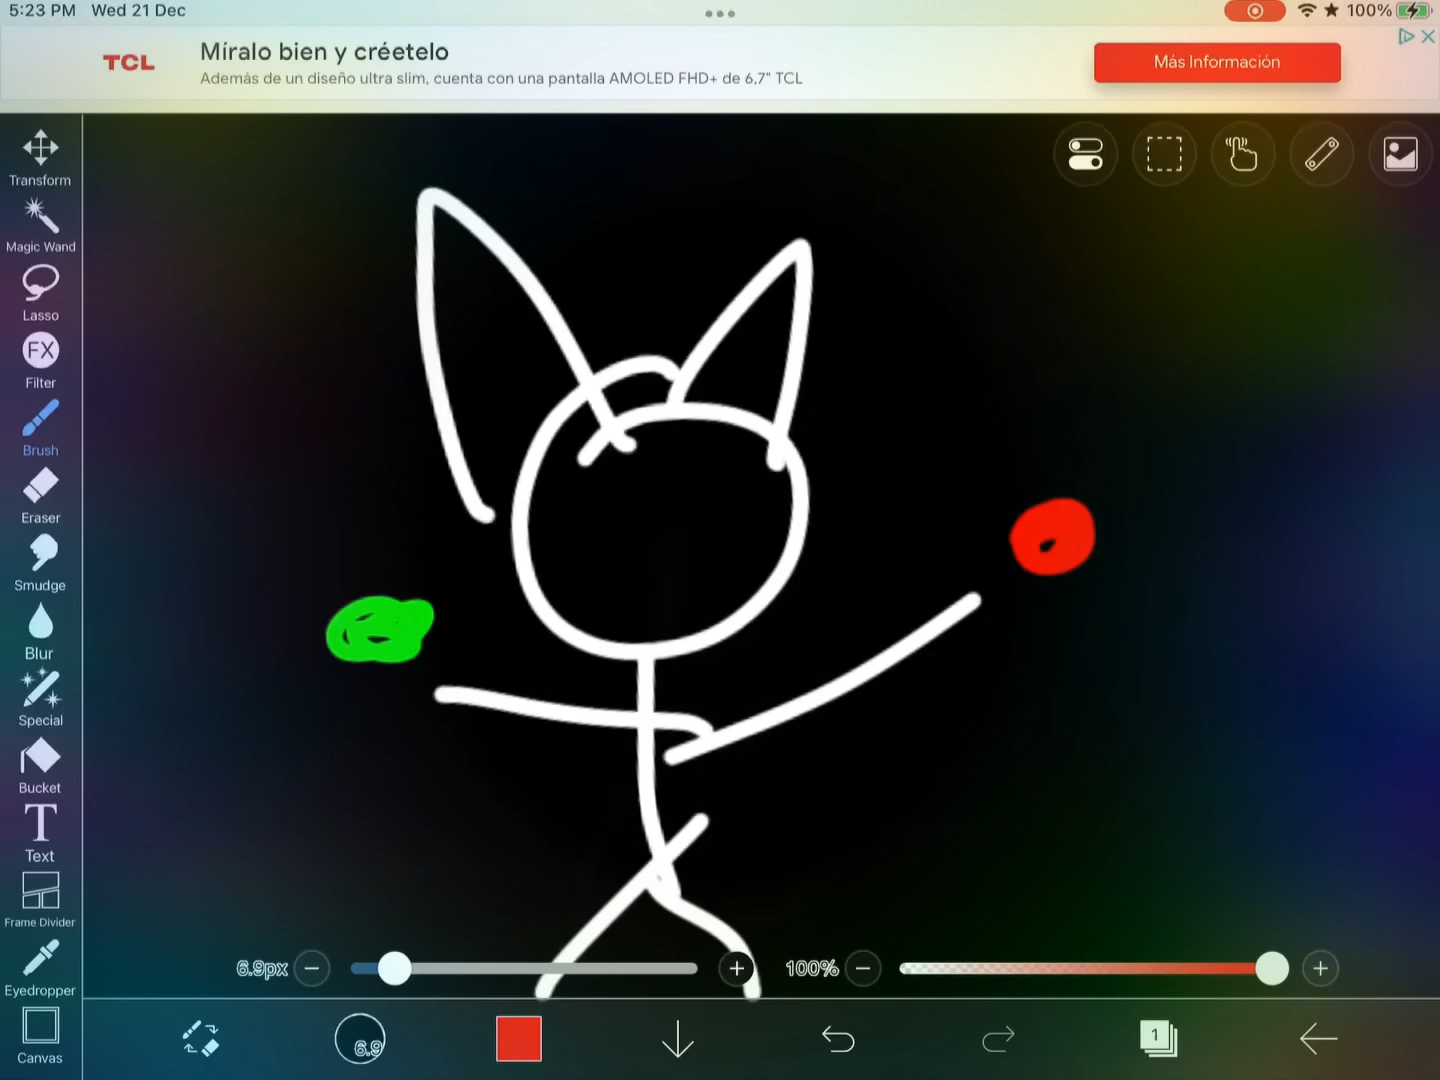 5:23 PM Wed 21 Dec
100%
TCL
Míralo bien y créetelo
Además de un diseño ultra slim, cuenta con una pantalla AMOLED FHD+ de 6,7" TCL
Más Información
Transform
Magic Wand
Lasso
FX
Filter
Brush
Eraser
Smudge
Blur
Special
Bucket
T
Text
Frame Divider
Eyedropper
Canvas
6.9px
100%
6.9
1